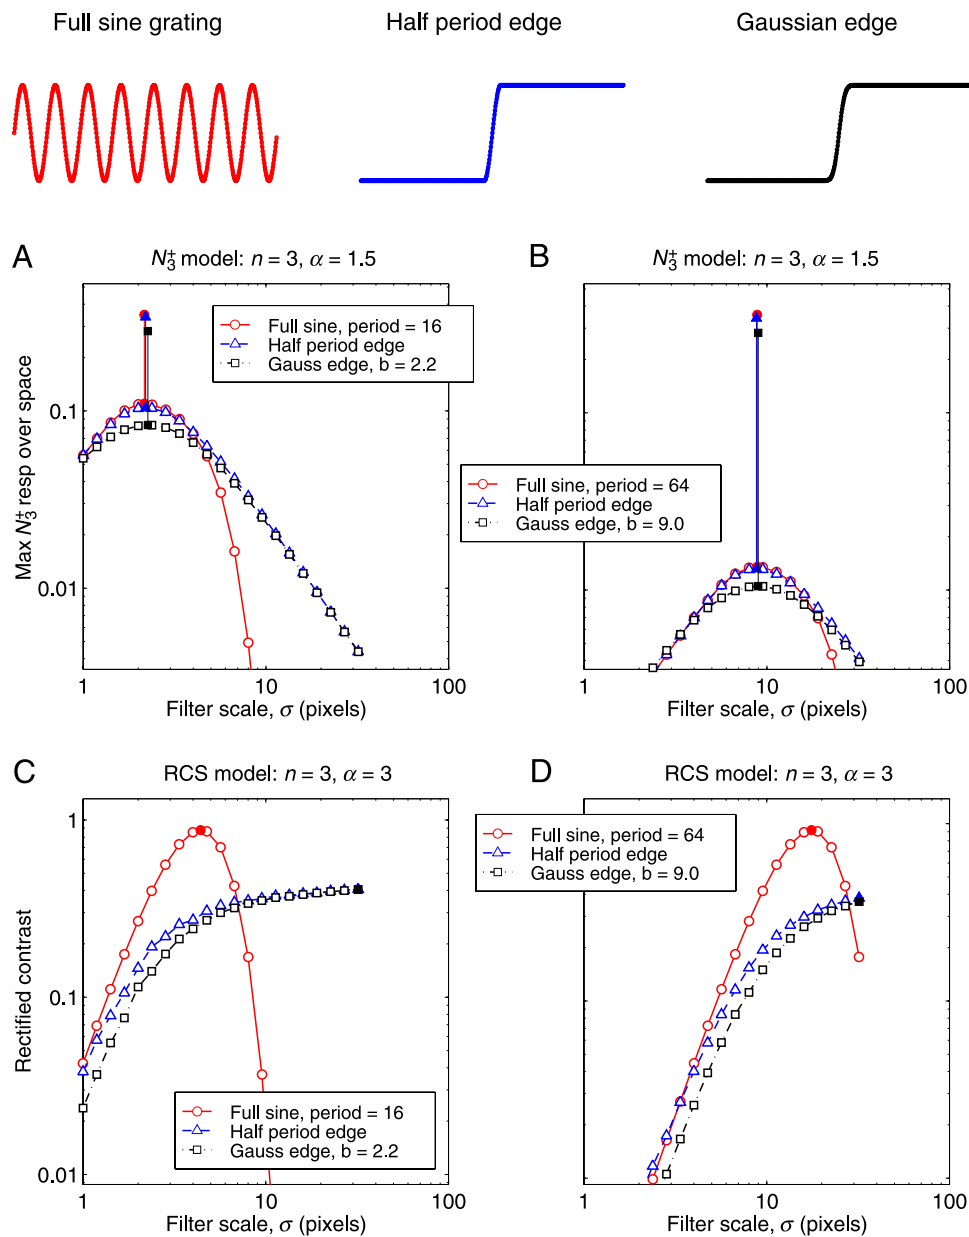 Full sine grating
Half period edge
Gaussian edge
A
N₃⁺ model: n = 3, α = 1.5
B
N₃⁺ model: n = 3, α = 1.5
Full sine, period = 16
Half period edge
Gauss edge, b = 2.2
Full sine, period = 64
Half period edge
Gauss edge, b = 9.0
Max N₃⁺ resp over space
0.1
0.01
1
10
100
Filter scale, σ (pixels)
1
10
100
Filter scale, σ (pixels)
C
RCS model: n = 3, α = 3
D
RCS model: n = 3, α = 3
Full sine, period = 64
Half period edge
Gauss edge, b = 9.0
Full sine, period = 16
Half period edge
Gauss edge, b = 2.2
Rectified contrast
1
0.1
0.01
1
10
100
Filter scale, σ (pixels)
1
10
100
Filter scale, σ (pixels)